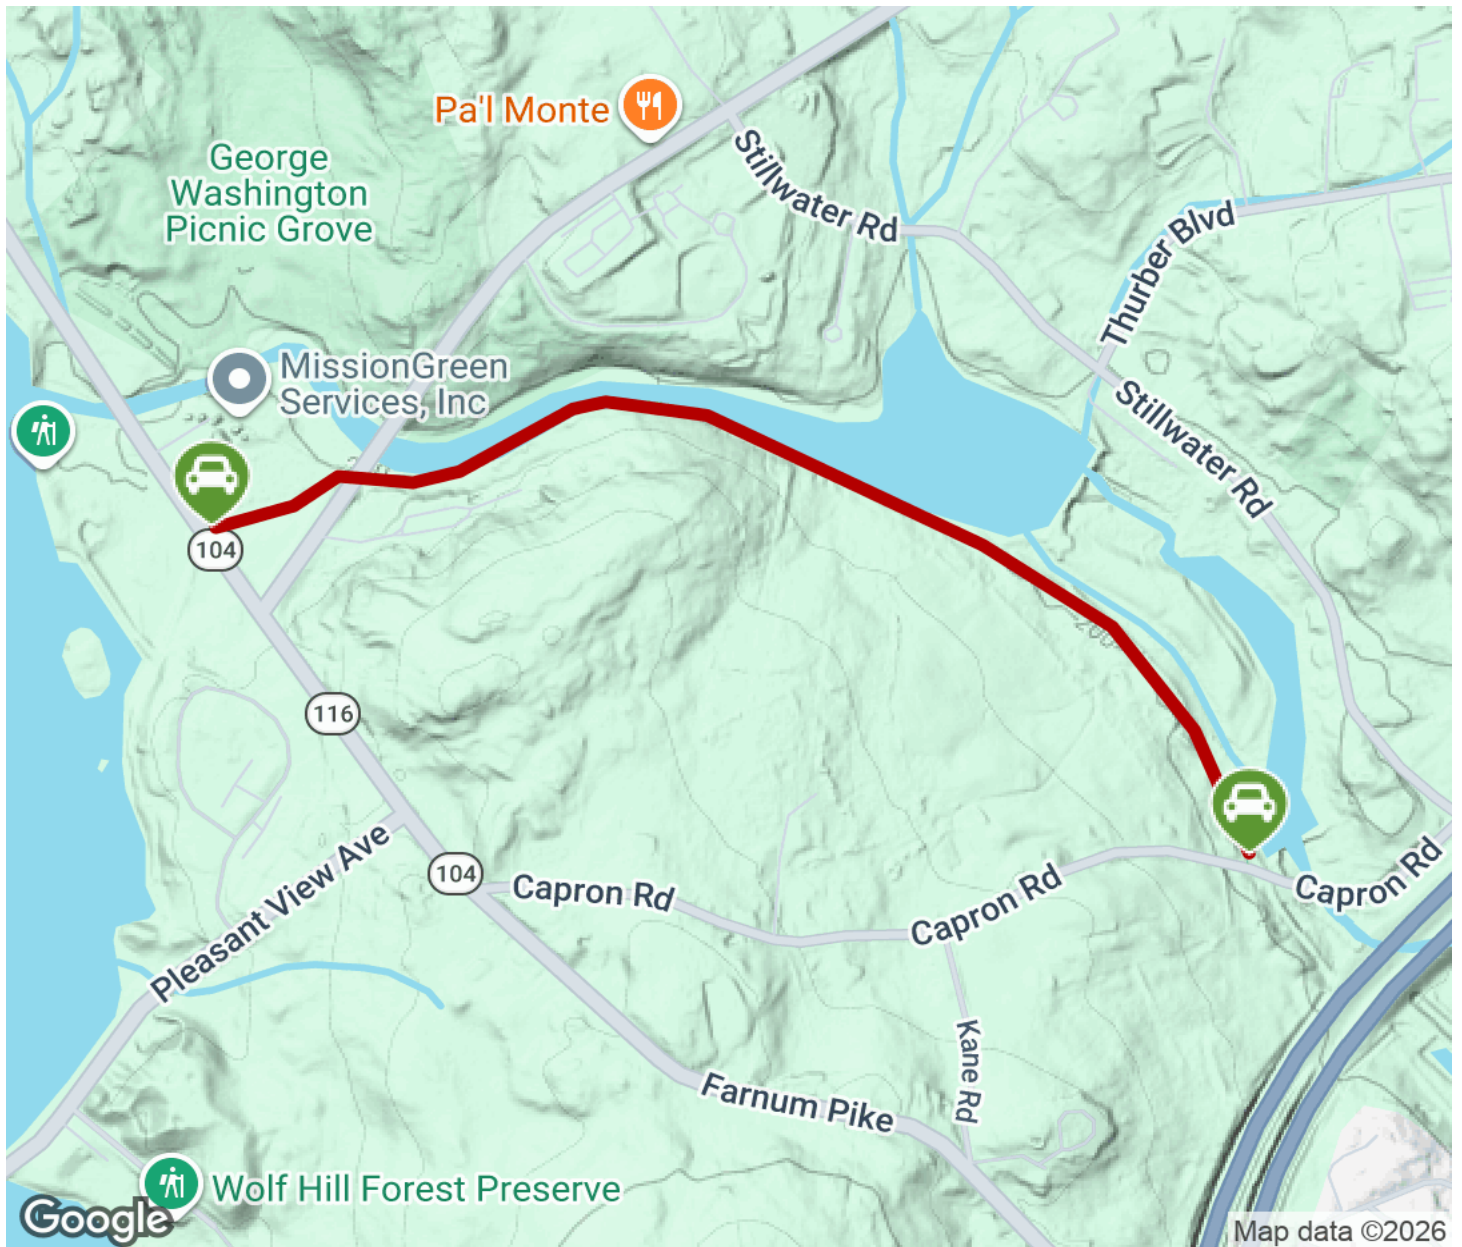 Pa'l Monte
George
Washington
Picnic Grove
Stillwater Rd
Thurber Blvd
MissionGreen
Services, Inc
Stillwater Rd
104
200
116
Pleasant View Ave
104
Capron Rd
Capron Rd
Capron Rd
Kane Rd
Farnum Pike
Wolf Hill Forest Preserve
Google
Map data ©2026